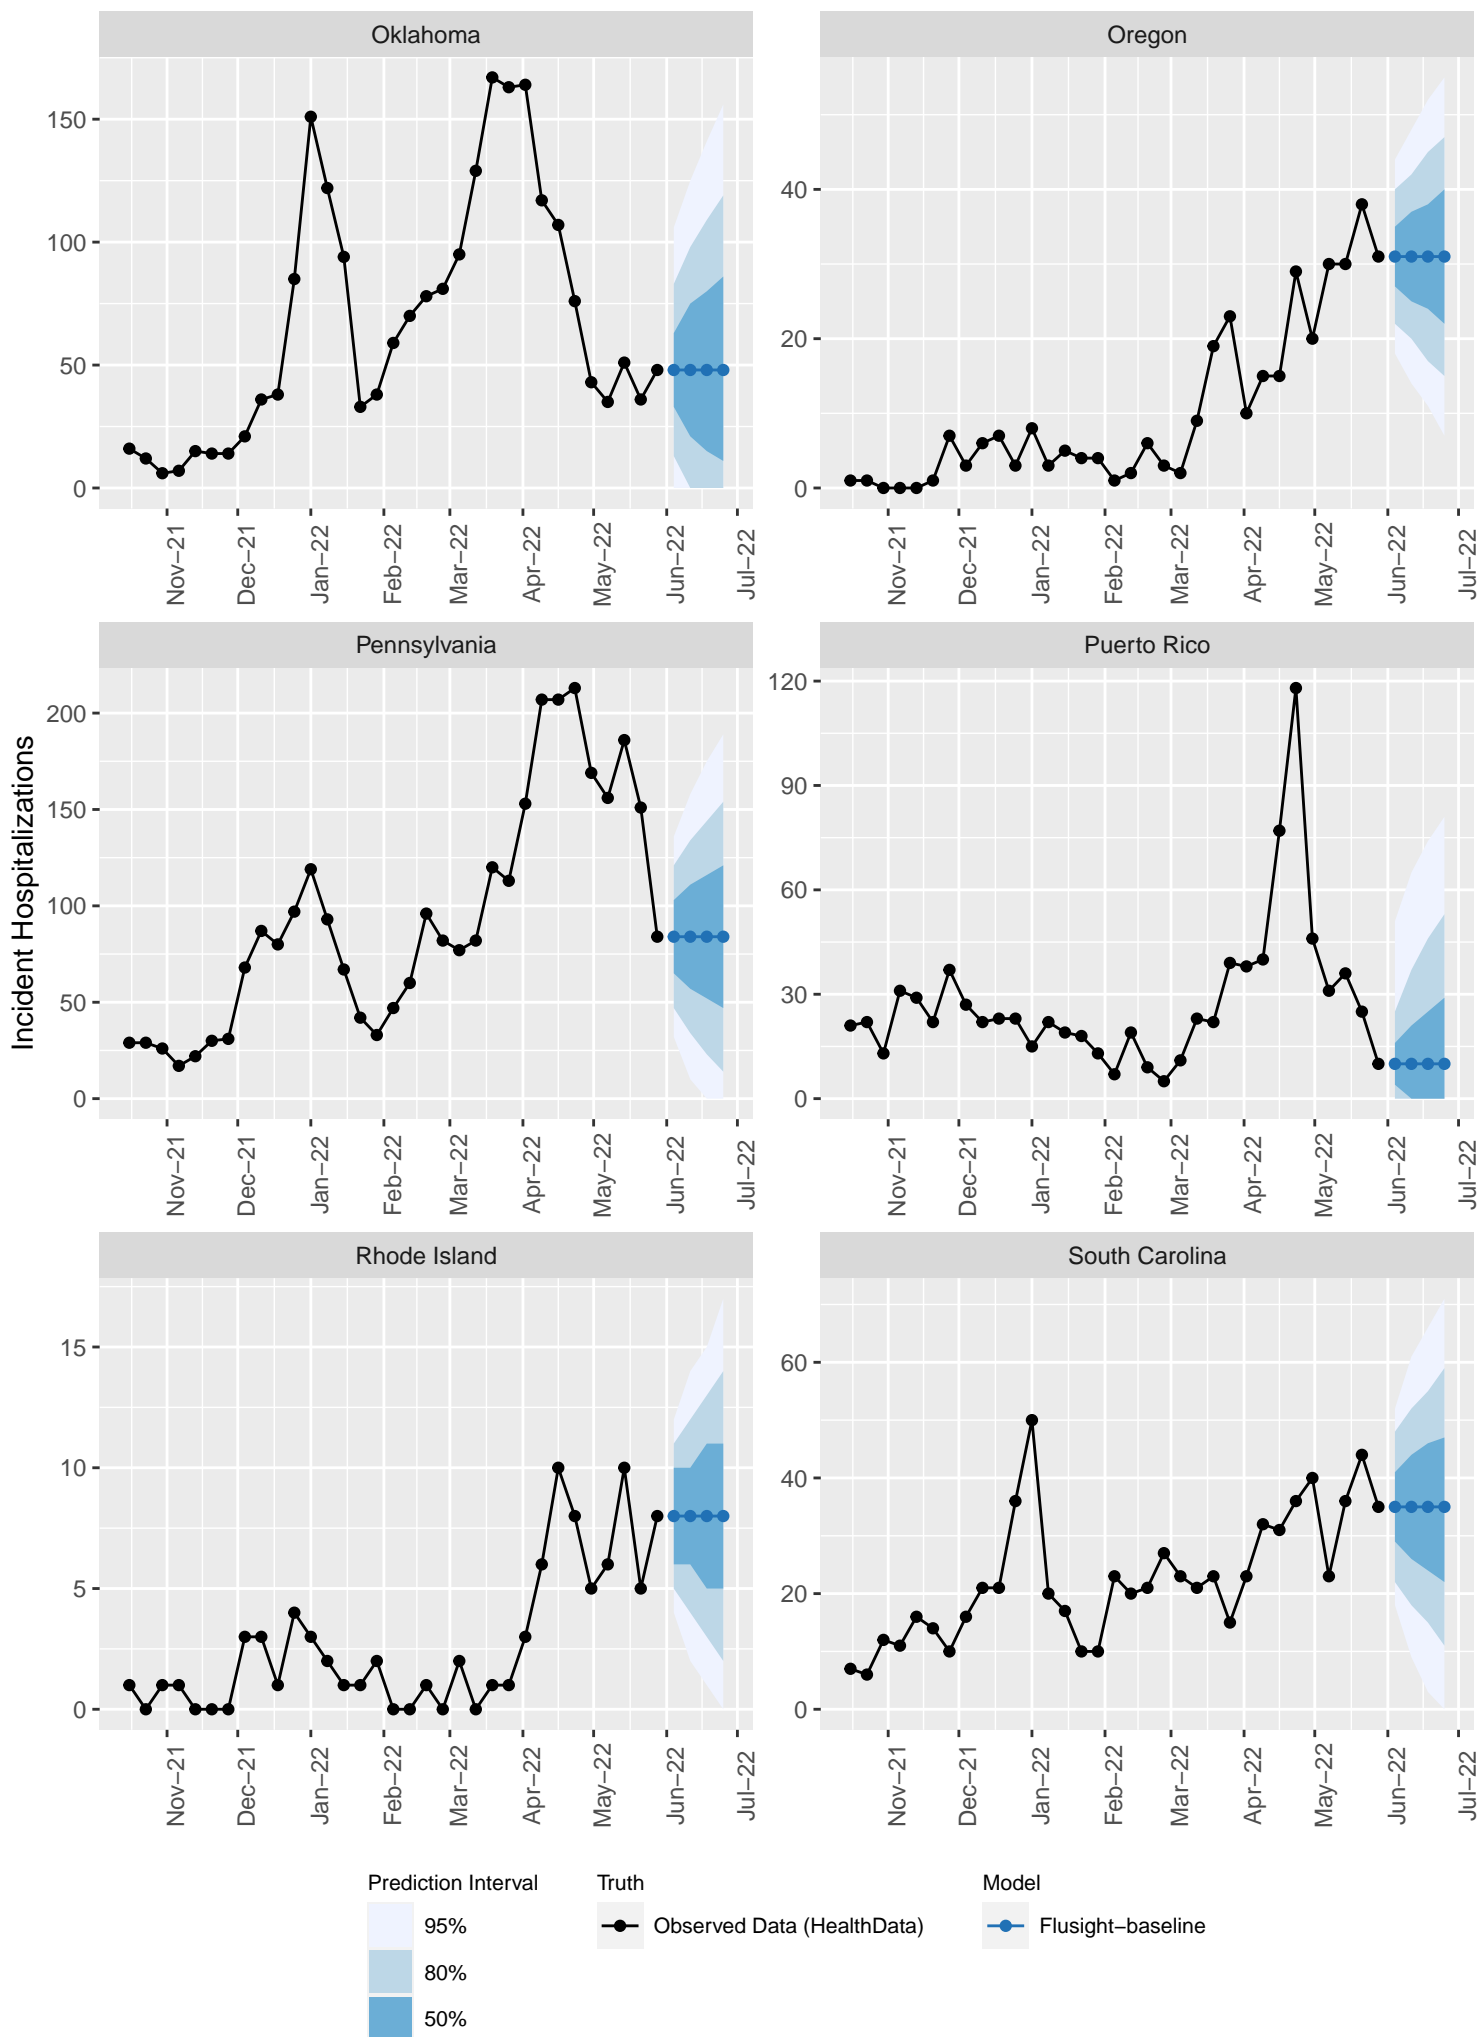 Oklahoma
Oregon
150
100
50
0
Nov−21
Dec−21
Jan−22
Feb−22
Mar−22
Apr−22
May−22
Jun−22
Jul−22
40
20
0
Nov−21
Dec−21
Jan−22
Feb−22
Mar−22
Apr−22
May−22
Jun−22
Jul−22
Incident Hospitalizations
Pennsylvania
Puerto Rico
200
150
100
50
0
Nov−21
Dec−21
Jan−22
Feb−22
Mar−22
Apr−22
May−22
Jun−22
Jul−22
120
90
60
30
0
Nov−21
Dec−21
Jan−22
Feb−22
Mar−22
Apr−22
May−22
Jun−22
Jul−22
Rhode Island
South Carolina
15
10
5
0
Nov−21
Dec−21
Jan−22
Feb−22
Mar−22
Apr−22
May−22
Jun−22
Jul−22
60
40
20
0
Nov−21
Dec−21
Jan−22
Feb−22
Mar−22
Apr−22
May−22
Jun−22
Jul−22
Prediction Interval
95%
80%
50%
Truth
Observed Data (HealthData)
Model
Flusight−baseline